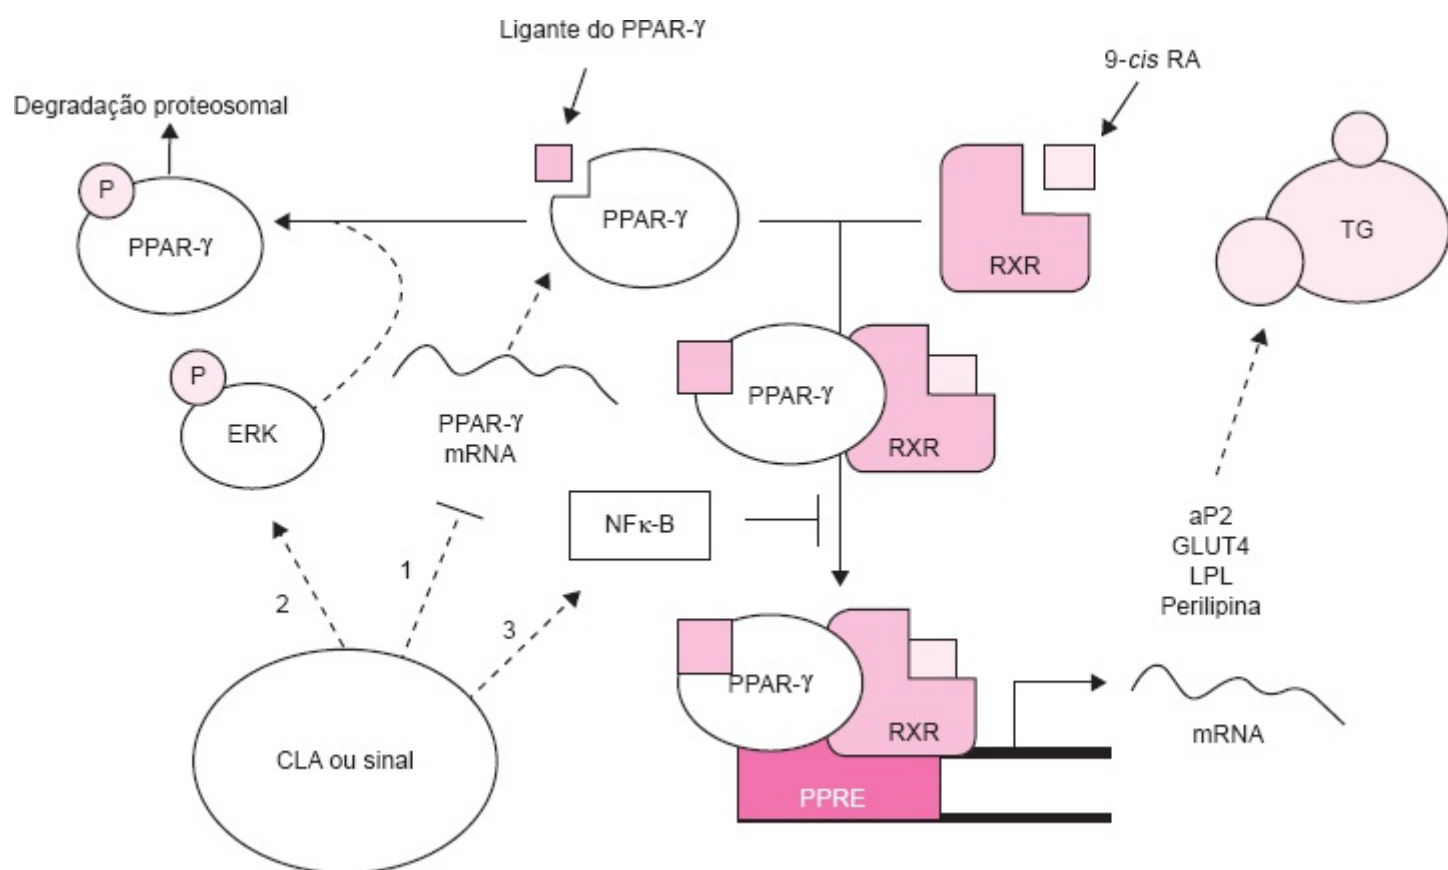 Ligante do PPAR-γ
9-cis RA
Degradação proteosomal
P
PPAR-γ
PPAR-γ
RXR
TG
P
ERK
PPAR-γ
mRNA
PPAR-γ
RXR
NFκ-B
aP2
GLUT4
LPL
Perilipina
1
2
3
PPAR-γ
RXR
mRNA
CLA ou sinal
PPRE